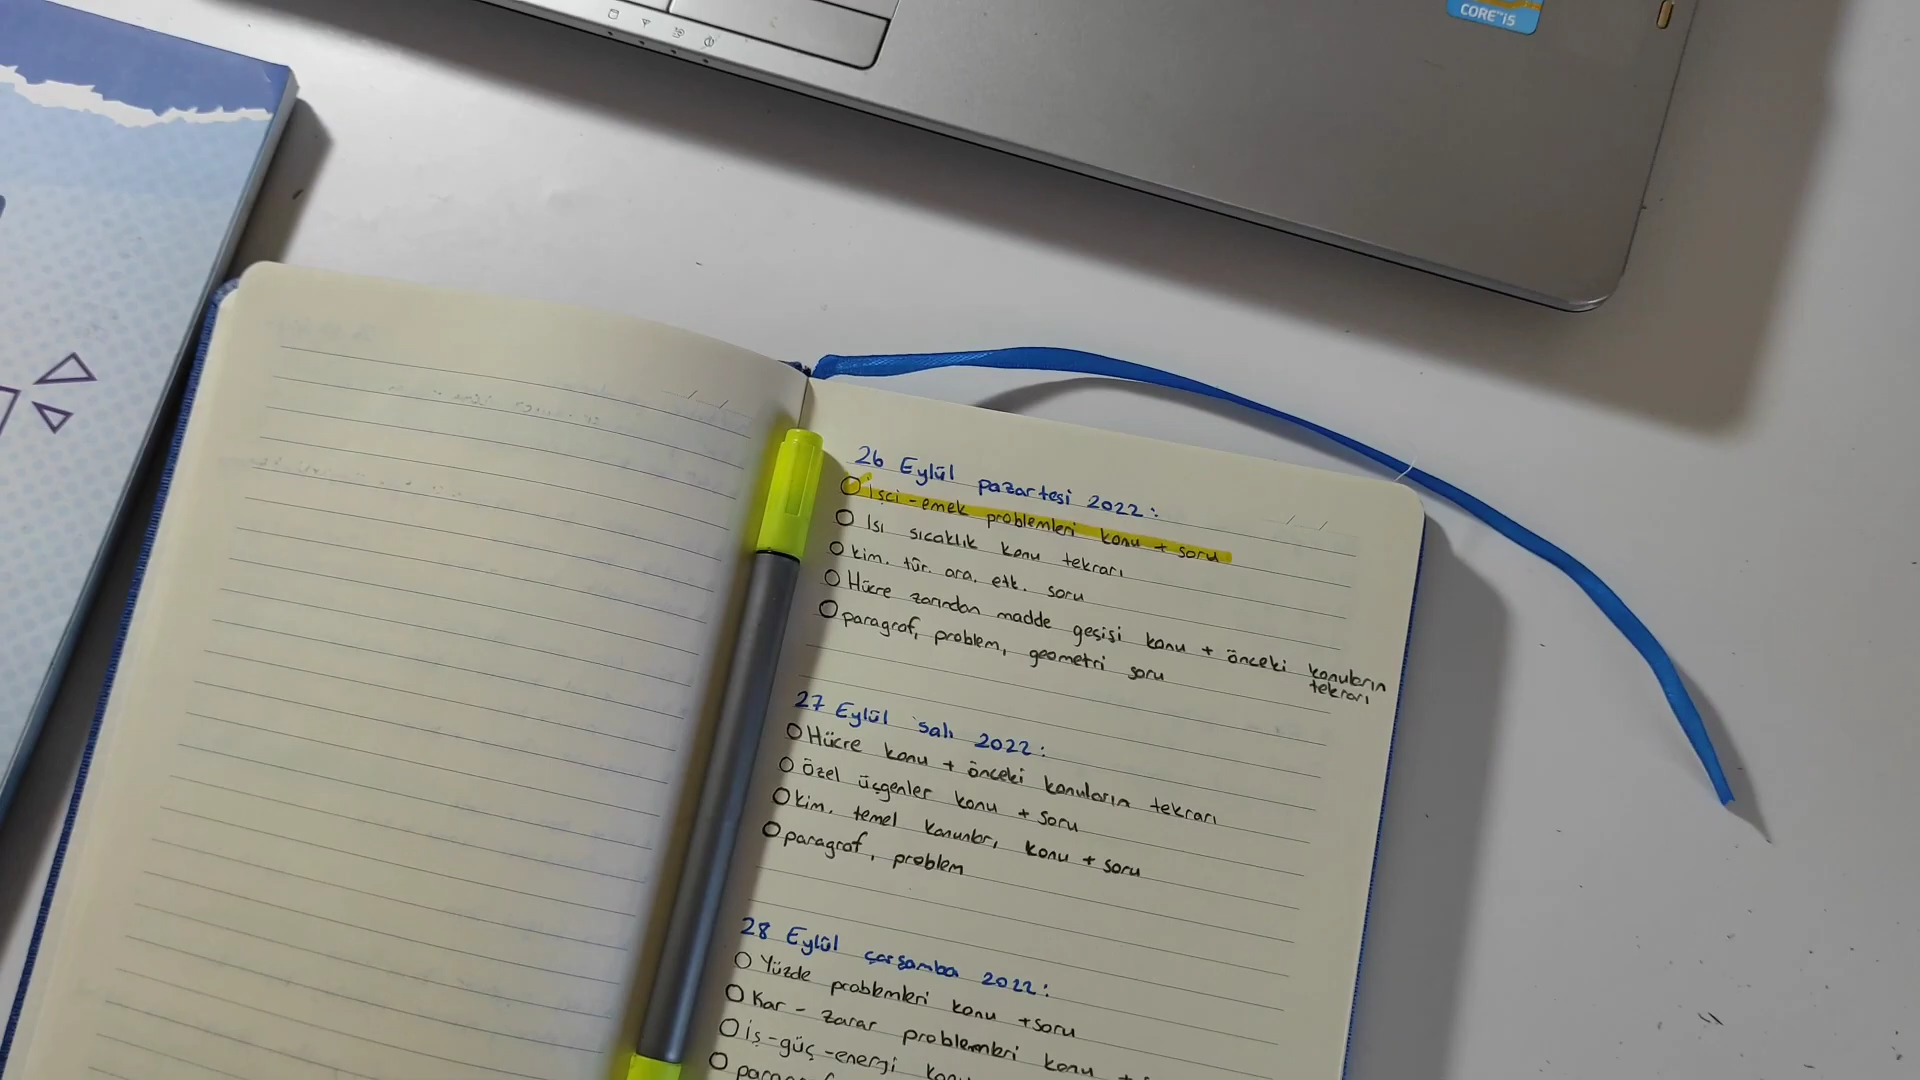 CORE i5
26 Eylül pazartesi 2022:
İşçi-emek problemleri konu + soru
Isı sıcaklık konu tekrarı
kim. tür. ara. etk. soru
Hücre zarından madde geçişi konu + önceki konuların
tekrarı
paragraf, problem, geometri soru
27 Eylül salı 2022:
Hücre konu + önceki konuların tekrarı
Özel üçgenler konu + soru
kim. temel kanunlar, konu + soru
paragraf, problem
28 Eylül çarşamba 2022:
Yüzde problemleri konu +soru
Kar - zarar problemleri konu +
iş-güç-enerji